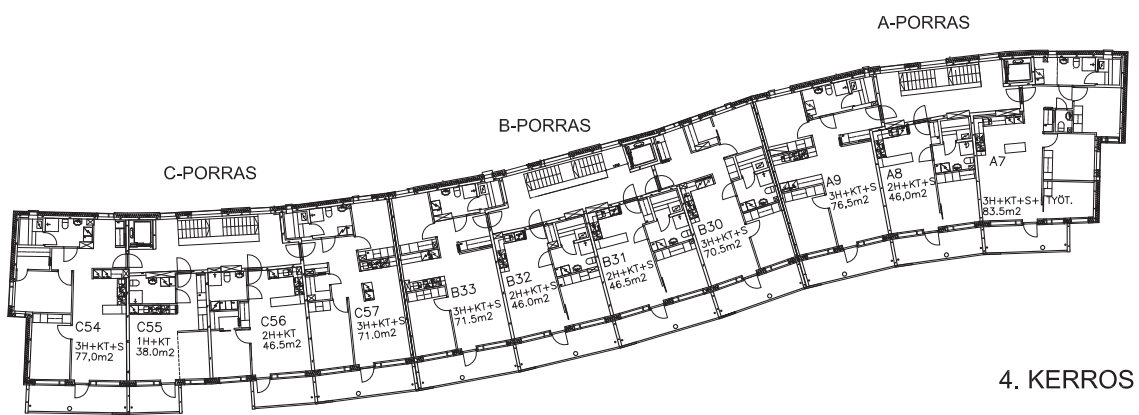 A-PORRAS
B-PORRAS
C-PORRAS
C54
3H+KT+S
77,0m2
C55
1H+KT
38.0m2
C56
2H+KT
46.5m2
C57
3H+KT+S
71.0m2
B33
3H+KT+S
71.5m2
B32
2H+KT+S
46.0m2
B31
2H+KT+S
46.5m2
B30
3H+KT+S
70.5m2
A9
3H+KT+S
76,5m2
A8
2H+KT+S
46,0m2
A7
3H+KT+S+ TYÖT.
83.5m2
4. KERROS